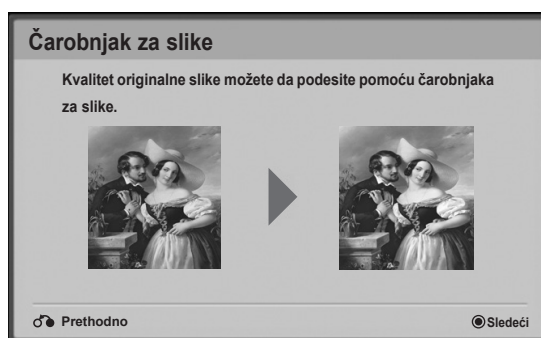 Čarobnjak za slike
Kvalitet originalne slike možete da podesite pomoću čarobnjaka
za slike.
Prethodno
Sledeći